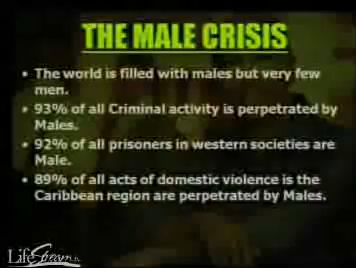 THE MALE CRISIS
• The world is filled with males but very few
men.
• 93% of all Criminal activity is perpetrated by
Males.
• 92% of all prisoners in western societies are
Male.
• 89% of all acts of domestic violence is the
Caribbean region are perpetrated by Males.
Life